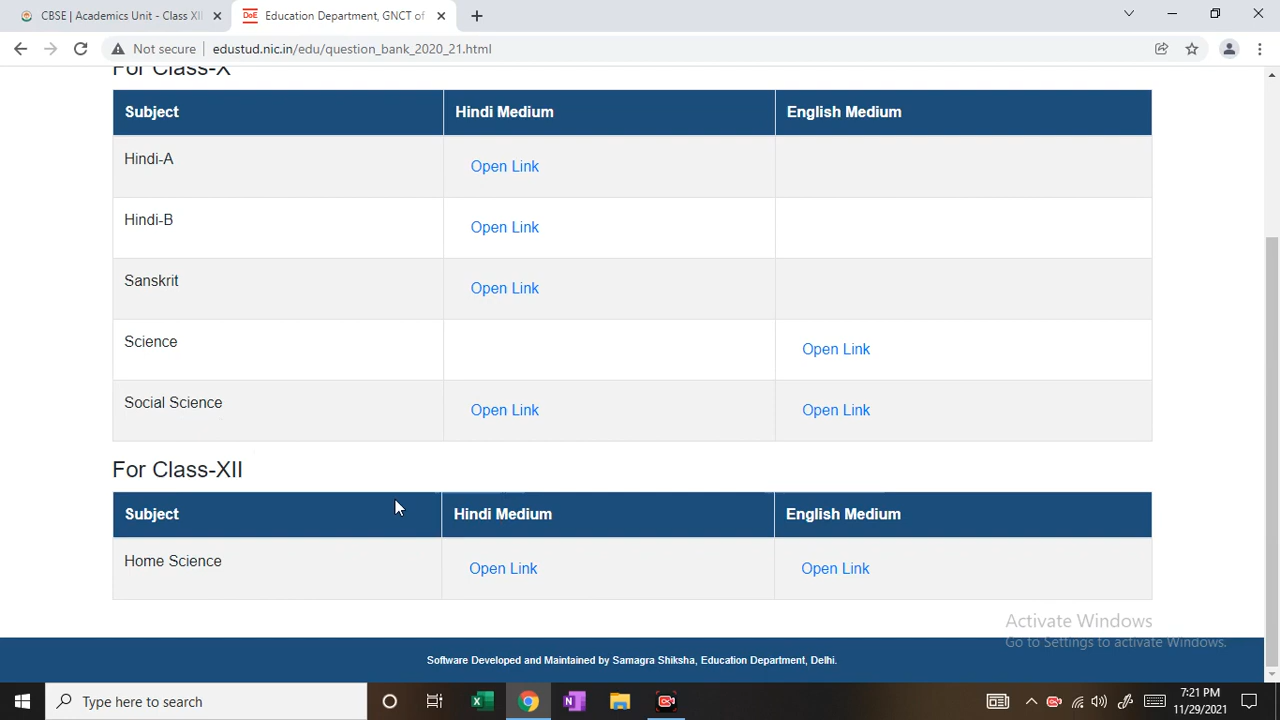 CBSE | Academics Unit - Class XII
Education Department, GNCT of
Not secure
edustud.nic.in/edu/question_bank_2020_21.html
For Class-X
Subject Hindi Medium English Medium
Hindi-A Open Link
Hindi-B Open Link
Sanskrit Open Link
Science Open Link
Social Science Open Link Open Link
For Class-XII
Subject Hindi Medium English Medium
Home Science Open Link Open Link
Activate Windows
Go to Settings to activate Windows.
Software Developed and Maintained by Samagra Shiksha, Education Department, Delhi.
Type here to search
7:21 PM
11/29/2021